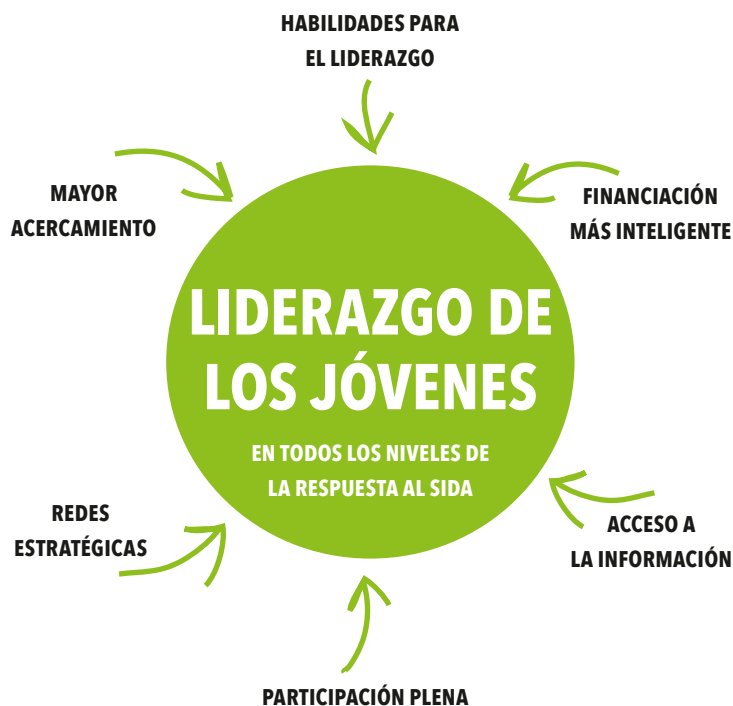 HABILIDADES PARA
EL LIDERAZGO
MAYOR
ACERCAMIENTO
FINANCIACIÓN
MÁS INTELIGENTE
LIDERAZGO DE
LOS JÓVENES
EN TODOS LOS NIVELES DE
LA RESPUESTA AL SIDA
REDES
ESTRATÉGICAS
ACCESO A
LA INFORMACIÓN
PARTICIPACIÓN PLENA